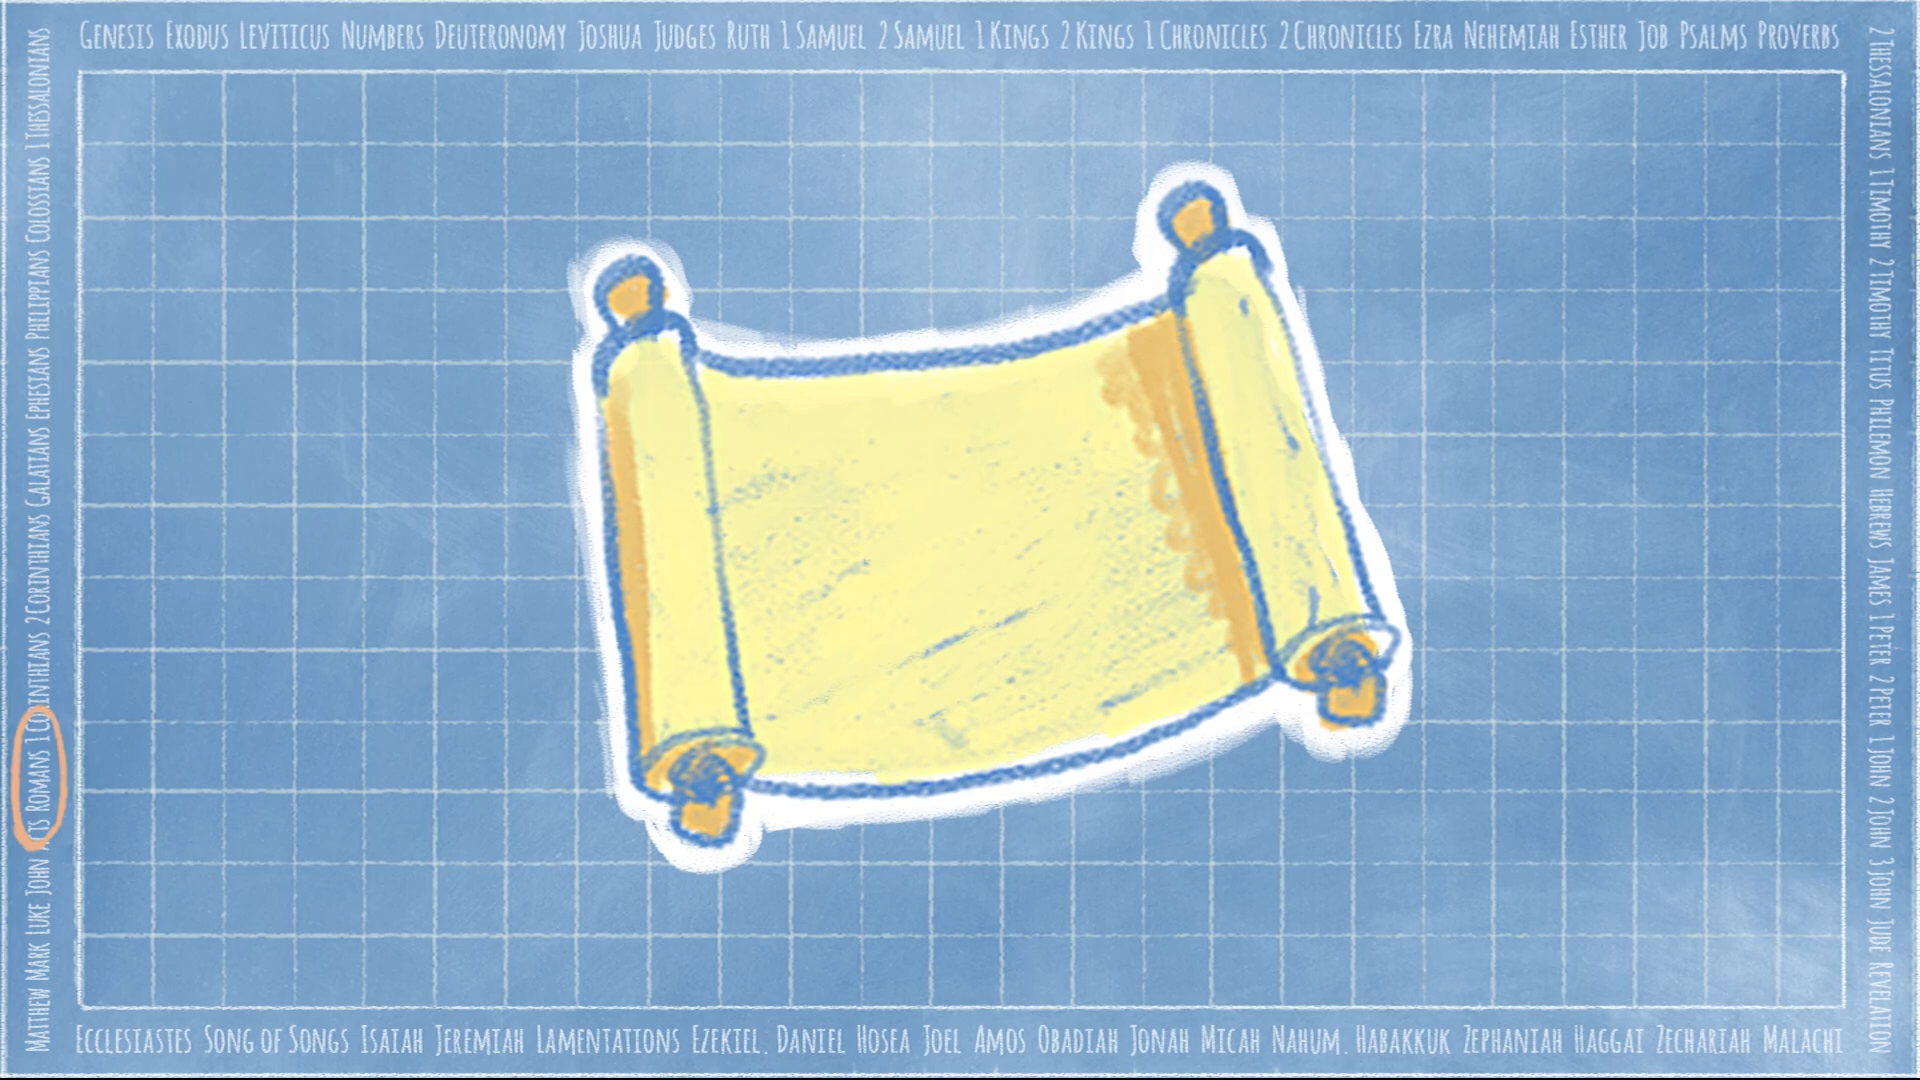 Genesis Exodus Leviticus Numbers Deuteronomy Joshua Judges Ruth 1 Samuel 2 Samuel 1 Kings 2 Kings 1 Chronicles 2 Chronicles Ezra Nehemiah Esther Job Psalms Proverbs
Ecclesiastes Song of Songs Isaiah Jeremiah Lamentations Ezekiel. Daniel Hosea Joel Amos Obadiah Jonah Micah Nahum. Habakkuk Zephaniah Haggai Zechariah Malachi
Matthew Mark Luke John Acts Romans 1 Corinthians 2 Corinthians Galatians Ephesians Philippians Colossians 1 Thessalonians
2 Thessalonians 1 Timothy 2 Timothy Titus Philemon Hebrews James 1 Peter 2 Peter 1 John 2 John 3 John Jude Revelation